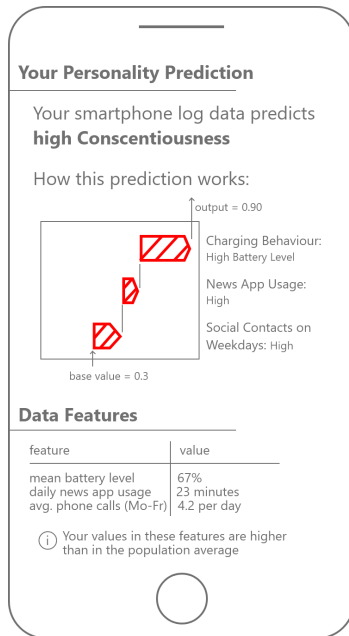 Your Personality Prediction
Your smartphone log data predicts
high Conscentiousness
How this prediction works:
output = 0.90
Charging Behaviour:
High Battery Level
News App Usage:
High
Social Contacts on
Weekdays: High
base value = 0.3
Data Features
feature value
mean battery level 67%
daily news app usage 23 minutes
avg. phone calls (Mo-Fr) 4.2 per day
i Your values in these features are higher
than in the population average